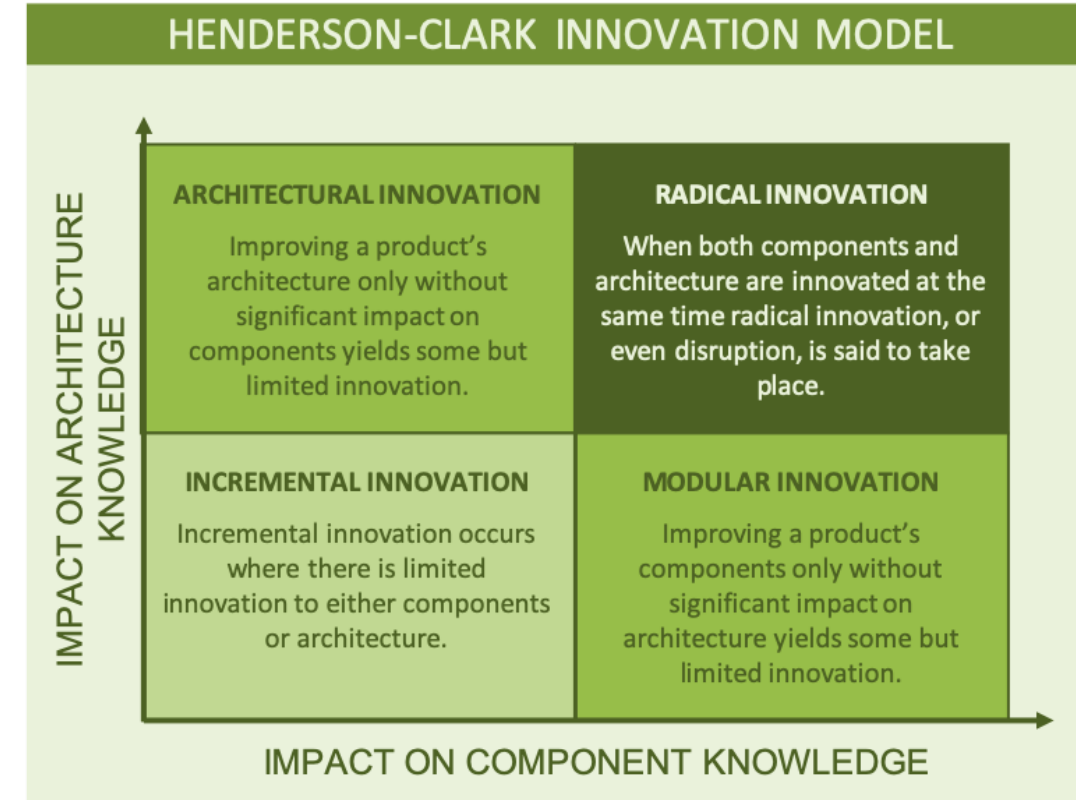 HENDERSON-CLARK INNOVATION MODEL
IMPACT ON ARCHITECTURE
KNOWLEDGE
ARCHITECTURAL INNOVATION
Improving a product’s
architecture only without
significant impact on
components yields some but
limited innovation.
RADICAL INNOVATION
When both components and
architecture are innovated at the
same time radical innovation, or
even disruption, is said to take
place.
INCREMENTAL INNOVATION
Incremental innovation occurs
where there is limited
innovation to either components
or architecture.
MODULAR INNOVATION
Improving a product’s
components only without
significant impact on
architecture yields some but
limited innovation.
IMPACT ON COMPONENT KNOWLEDGE